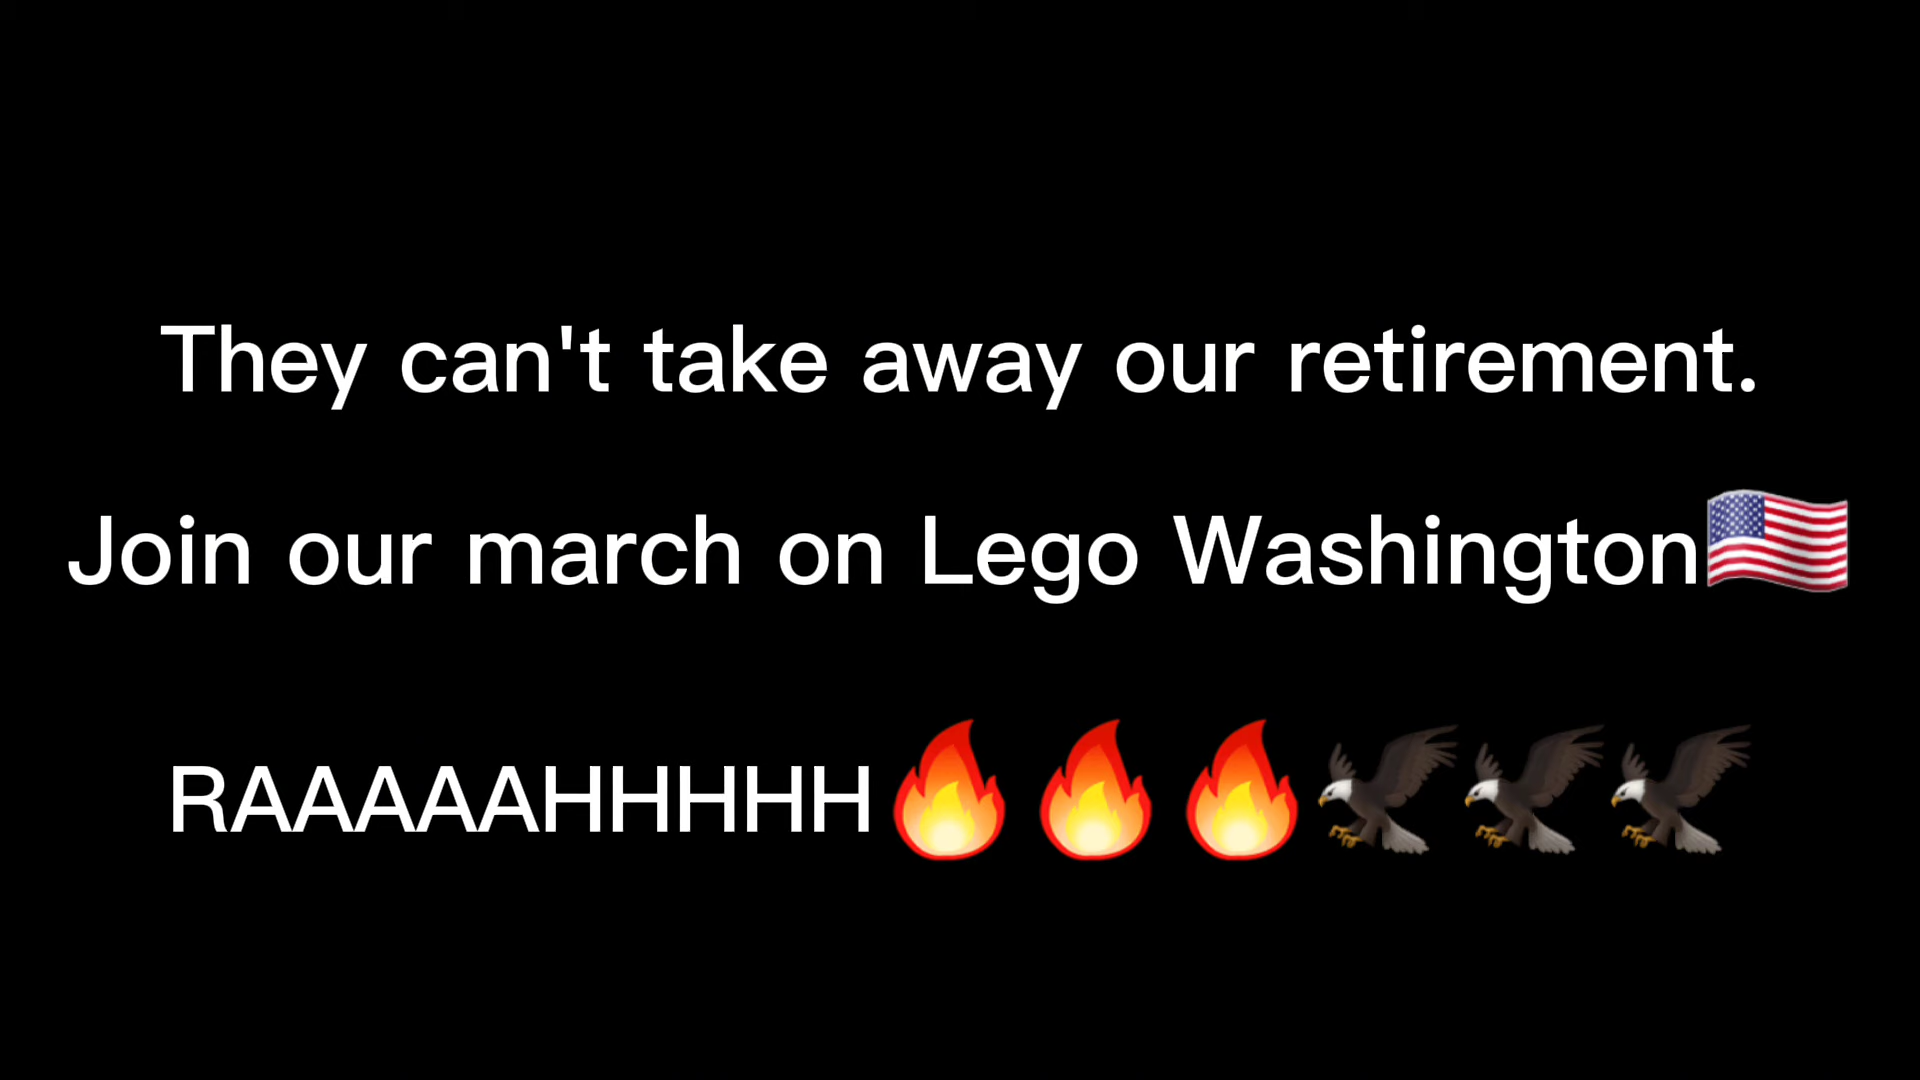 They can't take away our retirement.
Join our march on Lego Washington🇺🇸
RAAAAAHHHHH🔥🔥🔥🦅🦅🦅